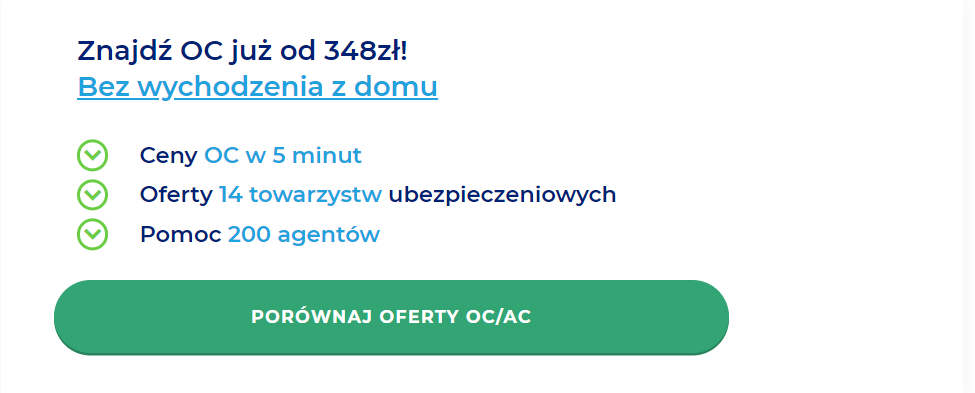 Znajdź OC już od 348zł!
Bez wychodzenia z domu
Ceny OC w 5 minut
Oferty 14 towarzystw ubezpieczeniowych
Pomoc 200 agentów
PORÓWNAJ OFERTY OC/AC